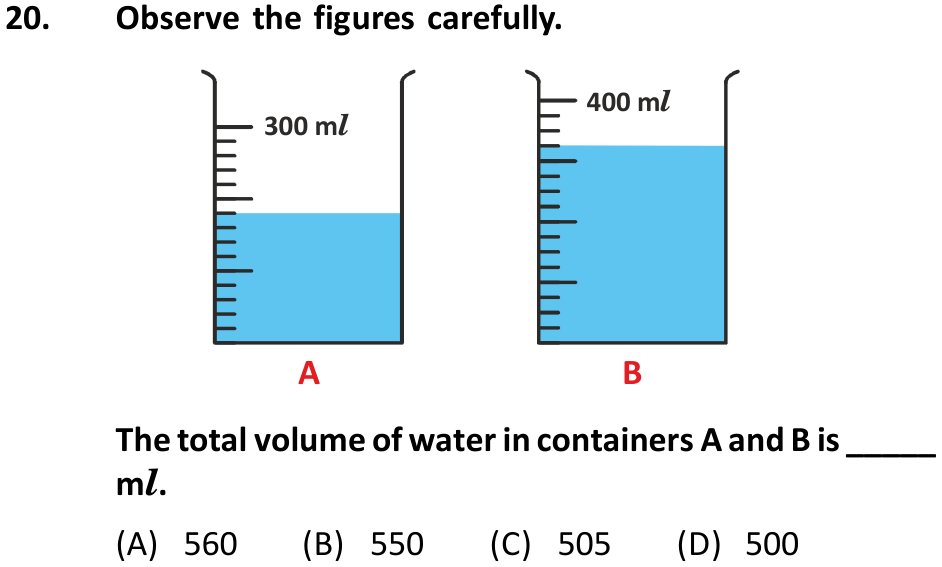 20. Observe the figures carefully.
400 ml
300 ml
A B
The total volume of water in containers A and B is _____
ml.
(A) 560 (B) 550 (C) 505 (D) 500